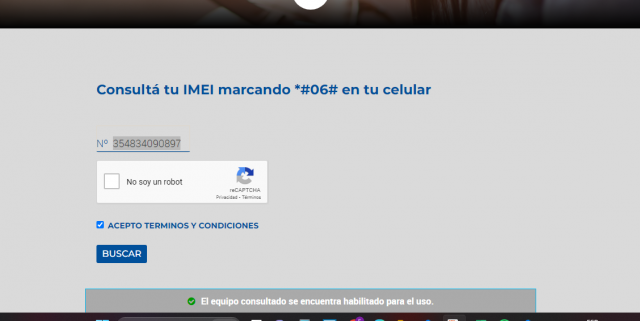 Consultá tu IMEI marcando *#06# en tu celular
Nº 354834090897
No soy un robot
reCAPTCHA
Privacidad - Términos
ACEPTO TERMINOS Y CONDICIONES
BUSCAR
El equipo consultado se encuentra habilitado para el uso.